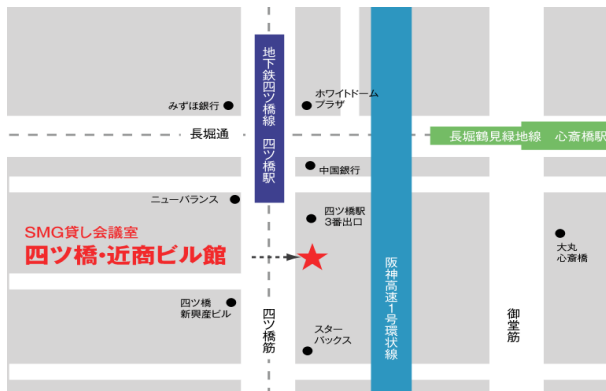 ホワイトドーム
プラザ
みずほ銀行
地下鉄四ツ橋線 四ツ橋駅
長堀通
長堀鶴見緑地線 心斎橋駅
中国銀行
ニューバランス
四ツ橋駅
3番出口
SMG貸し会議室
四ツ橋・近商ビル館
大丸
心斎橋
阪神高速1号環状線
四ツ橋
新興産ビル
四ツ橋筋
御堂筋
スター
バックス